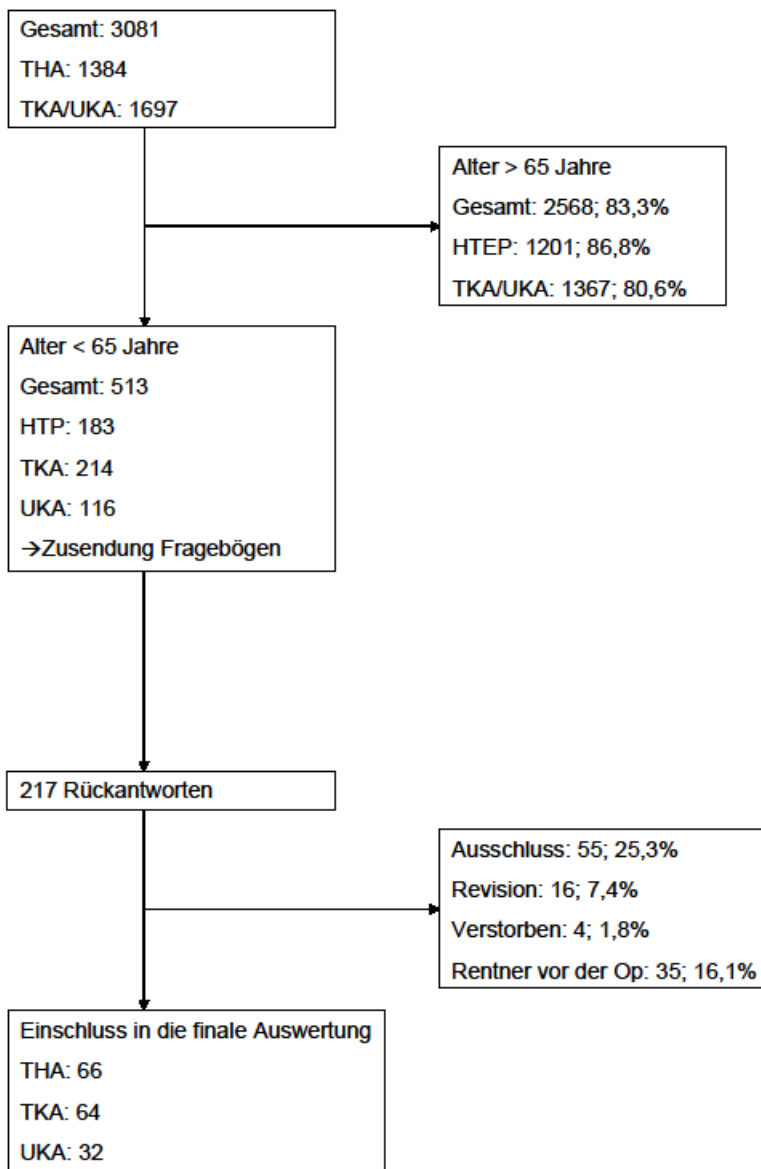 Gesamt: 3081
THA: 1384
TKA/UKA: 1697
Alter > 65 Jahre
Gesamt: 2568; 83,3%
HTEP: 1201; 86,8%
TKA/UKA: 1367; 80,6%
Alter < 65 Jahre
Gesamt: 513
HTP: 183
TKA: 214
UKA: 116
→Zusendung Fragebögen
217 Rückantworten
Ausschluss: 55; 25,3%
Revision: 16; 7,4%
Verstorben: 4; 1,8%
Rentner vor der Op: 35; 16,1%
Einschluss in die finale Auswertung
THA: 66
TKA: 64
UKA: 32